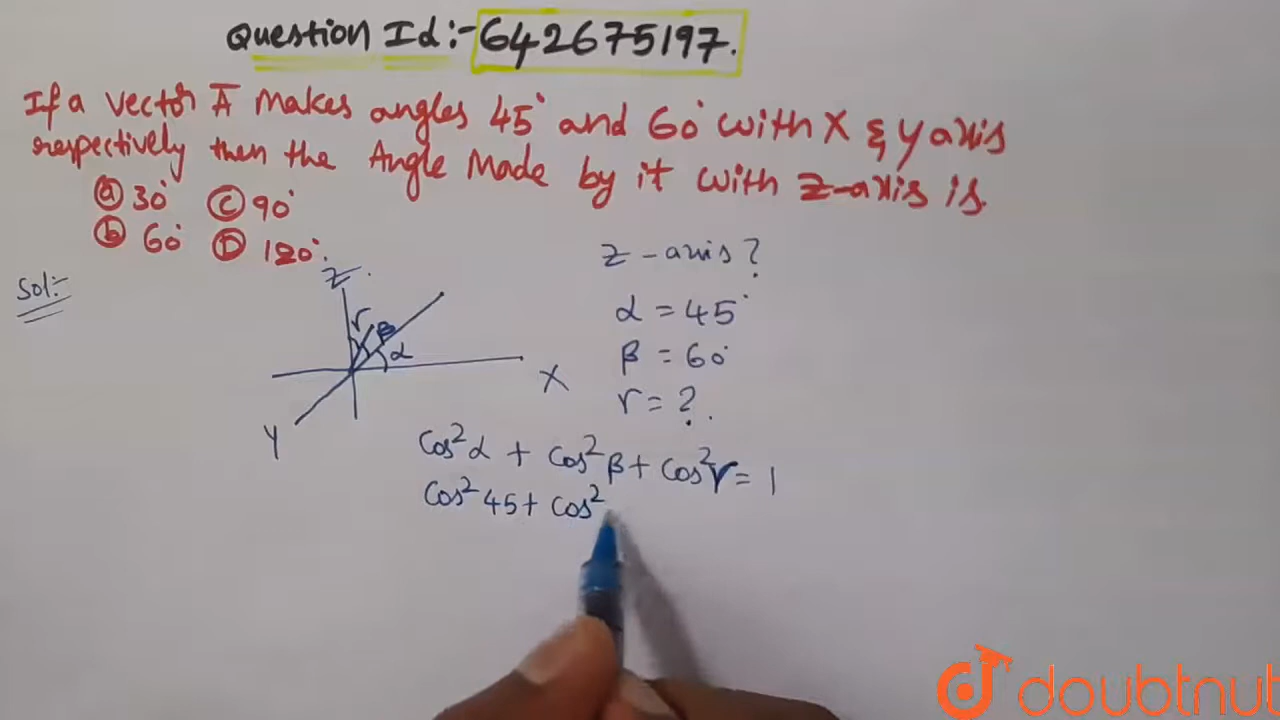 Question Id:- 642675197.
If a vector A̅ Makes angles 45° and 60° with X & y axis
respectively then the Angle Made by it with z-axis is.
ⓐ 30° ⓒ 90°
ⓑ 60° Ⓓ 120°.
Sol:-
z-axis?
Z
α = 45°
r β
β = 60°
α
X
r = ?
Y
cos²α + cos²β + cos²r = 1
cos²45 + cos²
doubtnut